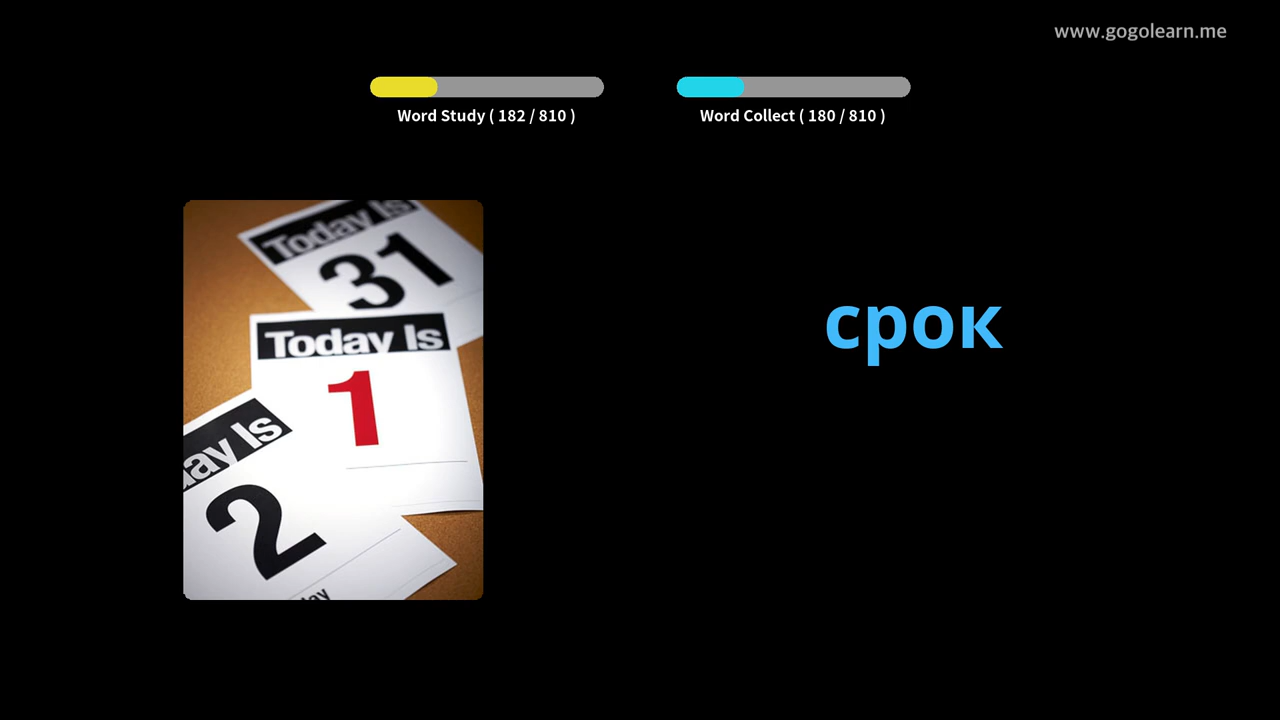 www.gogolearn.me
Word Study ( 182 / 810 )
Word Collect ( 180 / 810 )
Today Is
31
Today Is
1
ay Is
2
срок